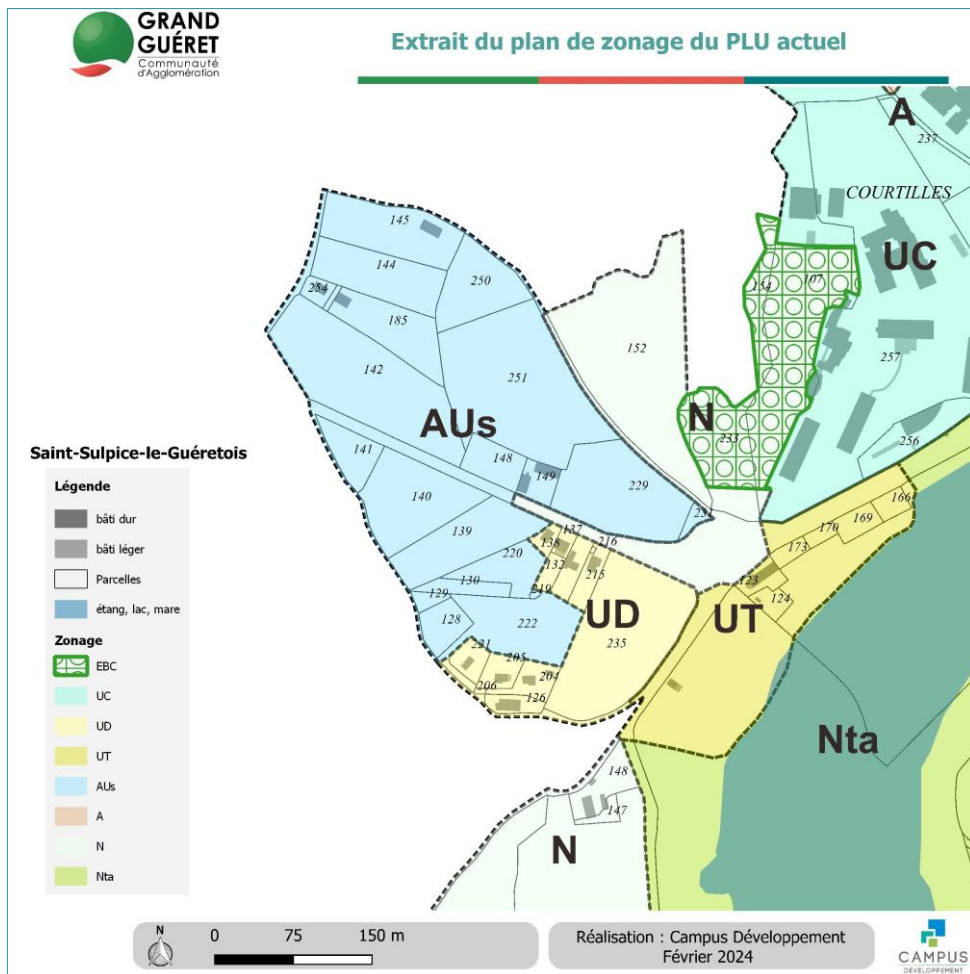 GRAND
GUÉRET
Communauté
d'Agglomération
Extrait du plan de zonage du PLU actuel
A
237
COURTILLES
145
UC
144
250
154
107
254
185
152
257
142
251
AUs
N
233
256
Saint-Sulpice-le-Guéretois
Légende
bâti dur
bâti léger
Parcelles
étang, lac, mare
Zonage
EBC
UC
UD
UT
AUs
A
N
Nta
141
148
149
229
140
231
166
169
170
139
137
216
173
138
220
132
215
123
130
219
124
129
UD
UT
128
222
235
221
205
204
206
126
Nta
148
147
N
N
0
75
150 m
Réalisation : Campus Développement
Février 2024
CAMPUS
DÉVELOPPEMENT